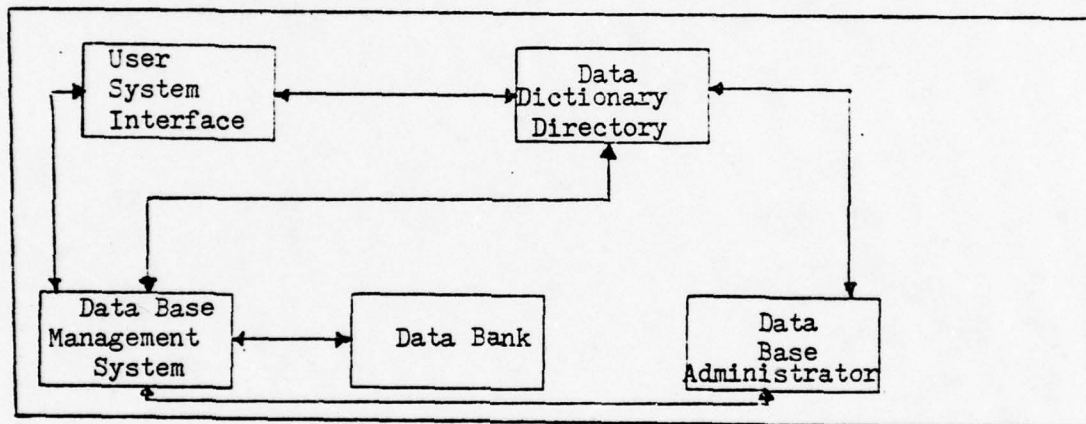 User
System
Interface
Data
Dictionary
Directory
Data Base
Management
System
Data Bank
Data
Base
Administrator